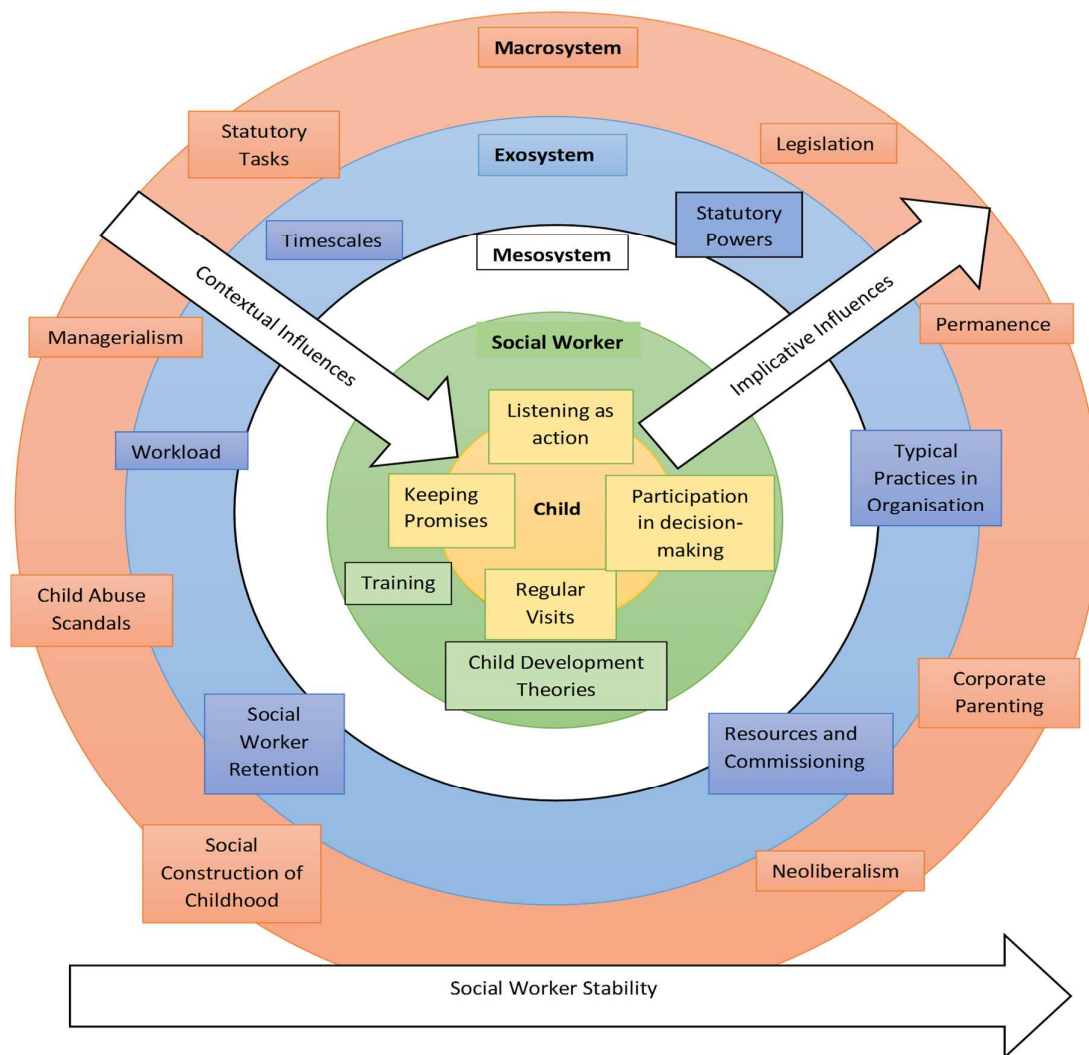 Macrosystem
Statutory
Tasks
Legislation
Exosystem
Timescales
Statutory
Powers
Mesosystem
Contextual Influences
Implicative Influences
Managerialism
Permanence
Social Worker
Listening as
action
Workload
Typical
Practices in
Organisation
Keeping
Promises
Child
Participation
in decision-
making
Training
Regular
Visits
Child Abuse
Scandals
Child Development
Theories
Corporate
Parenting
Social
Worker
Retention
Resources and
Commissioning
Social
Construction of
Childhood
Neoliberalism
Social Worker Stability